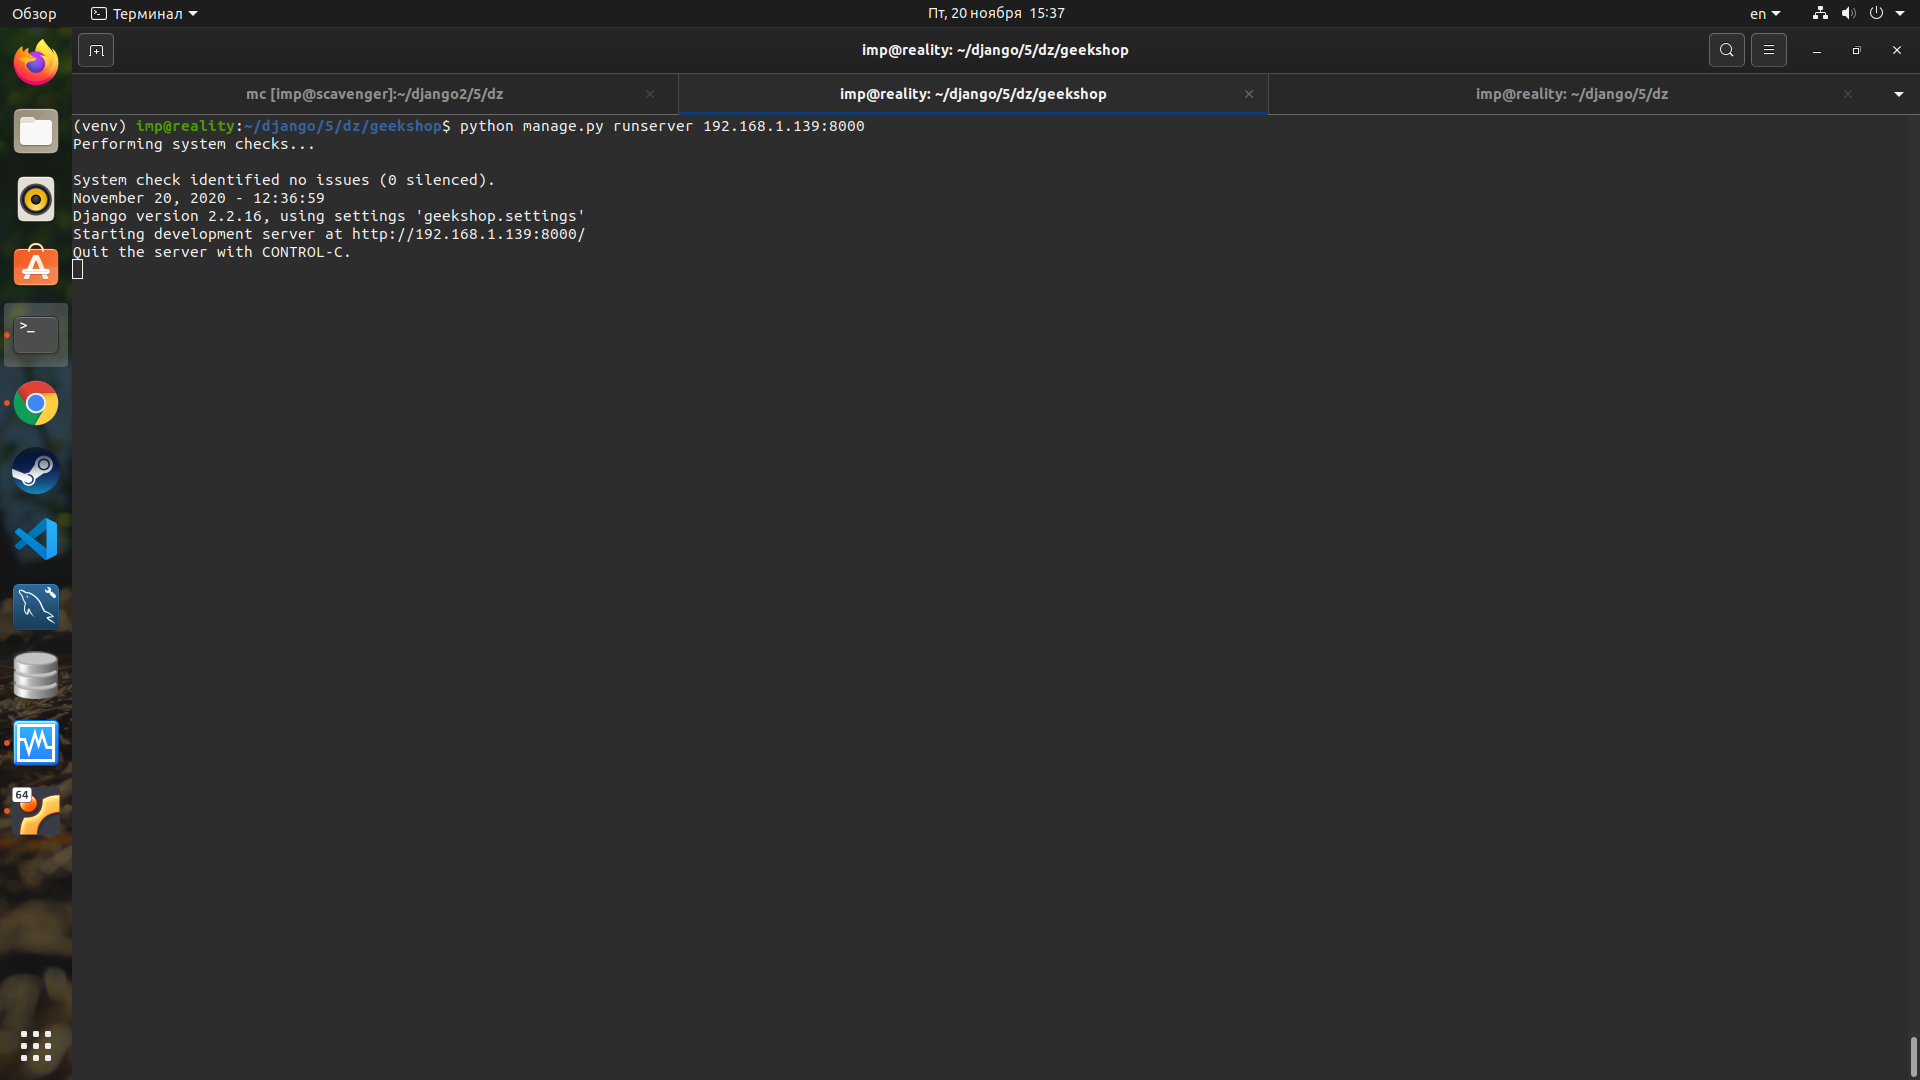 Обзор
Терминал
Пт, 20 ноября 15:37
en
imp@reality: ~/django/5/dz/geekshop
mc [imp@scavenger]:~/django2/5/dz
imp@reality: ~/django/5/dz/geekshop
imp@reality: ~/django/5/dz
(venv) imp@reality:~/django/5/dz/geekshop$ python manage.py runserver 192.168.1.139:8000
Performing system checks...
System check identified no issues (0 silenced).
November 20, 2020 - 12:36:59
Django version 2.2.16, using settings 'geekshop.settings'
Starting development server at http://192.168.1.139:8000/
Quit the server with CONTROL-C.
>_
64